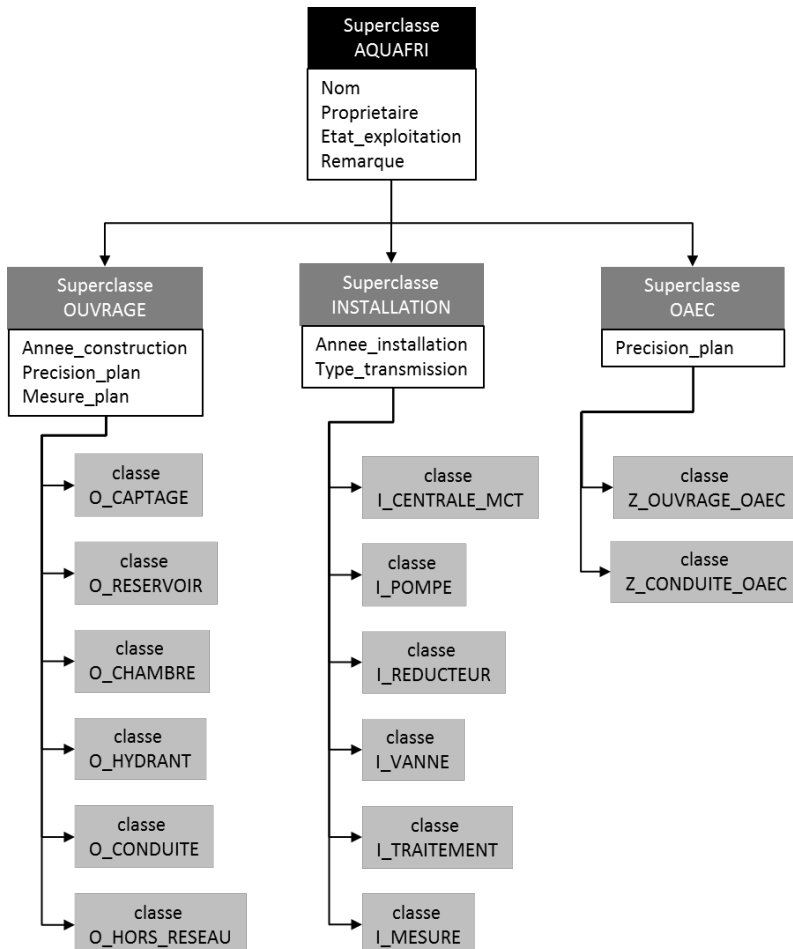 Superclasse
AQUAFRI
Nom
Proprietaire
Etat_exploitation
Remarque
Superclasse
OUVRAGE
Annee_construction
Precision_plan
Mesure_plan
classe
O_CAPTAGE
classe
O_RESERVOIR
classe
O_CHAMBRE
classe
O_HYDRANT
classe
O_CONDUITE
classe
O_HORS_RESEAU
Superclasse
INSTALLATION
Annee_installation
Type_transmission
classe
I_CENTRALE_MCT
classe
I_POMPE
classe
I_REDUCTEUR
classe
I_VANNE
classe
I_TRAITEMENT
classe
I_MESURE
Superclasse
OAEC
Precision_plan
classe
Z_OUVRAGE_OAEC
classe
Z_CONDUITE_OAEC